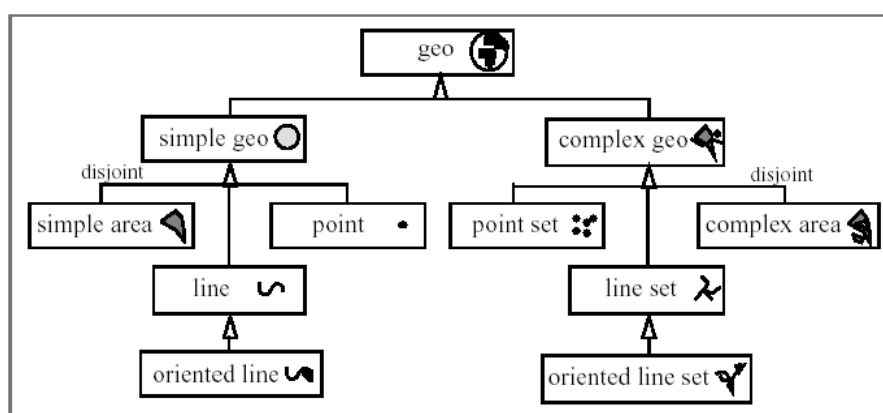 geo
simple geo
complex geo
disjoint
disjoint
simple area
point
point set
complex area
line
line set
oriented line
oriented line set